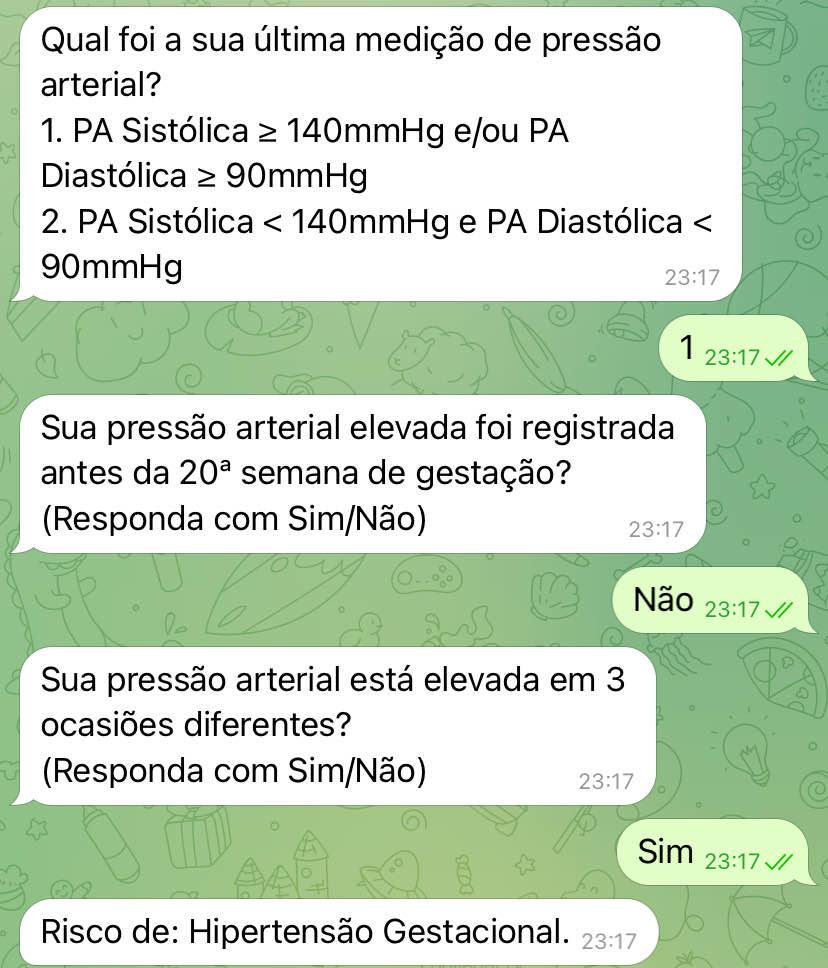 Qual foi a sua última medição de pressão
arterial?
1. PA Sistólica ≥ 140mmHg e/ou PA
Diastólica ≥ 90mmHg
2. PA Sistólica < 140mmHg e PA Diastólica <
90mmHg
23:17
1 23:17
Sua pressão arterial elevada foi registrada
antes da 20ª semana de gestação?
(Responda com Sim/Não)
23:17
Não 23:17
Sua pressão arterial está elevada em 3
ocasiões diferentes?
(Responda com Sim/Não)
23:17
Sim 23:17
Risco de: Hipertensão Gestacional. 23:17